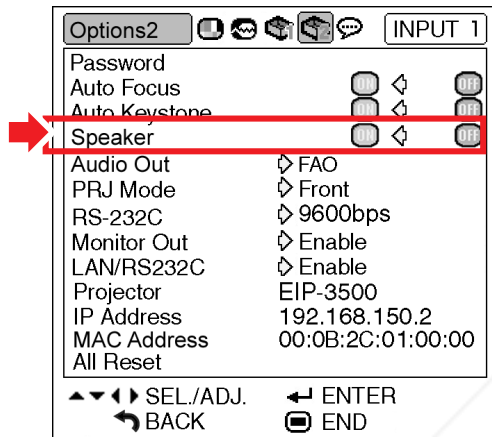 Options2 1 2 INPUT 1
Password
Auto Focus ON OFF
Auto Keystone ON OFF
Speaker ON OFF
Audio Out FAO
PRJ Mode Front
RS-232C 9600bps
Monitor Out Enable
LAN/RS232C Enable
Projector EIP-3500
IP Address 192.168.150.2
MAC Address 00:0B:2C:01:00:00
All Reset
SEL./ADJ. ENTER
BACK END